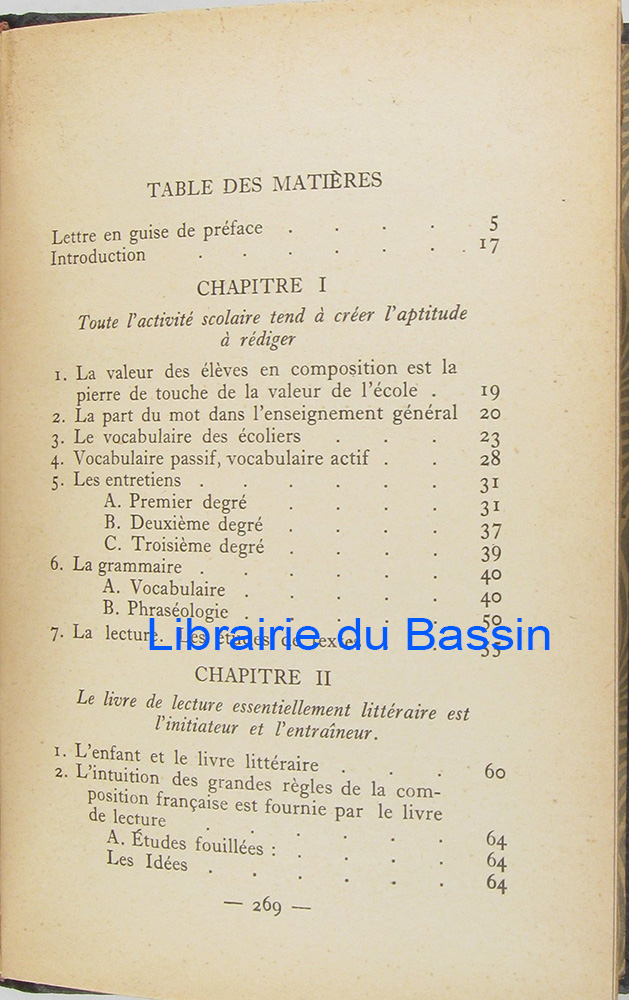 TABLE DES MATIÈRES
Lettre en guise de préface . . . . 5
Introduction . . . . . . . 17
CHAPITRE I
Toute l'activité scolaire tend à créer l'aptitude
à rédiger
1. La valeur des élèves en composition est la
pierre de touche de la valeur de l'école . 19
2. La part du mot dans l'enseignement général 20
3. Le vocabulaire des écoliers . . . 23
4. Vocabulaire passif, vocabulaire actif . . 28
5. Les entretiens . . . . . . 31
A. Premier degré . . . . 31
B. Deuxième degré . . . . 37
C. Troisième degré . . . . 39
6. La grammaire . . . . . . 40
A. Vocabulaire . . . . . 40
B. Phraséologie . . . . . 50
7. La lecture. Les études de textes 55
Librairie du Bassin
CHAPITRE II
Le livre de lecture essentiellement littéraire est
l'initiateur et l'entraîneur.
1. L'enfant et le livre littéraire . . . 60
2. L'intuition des grandes règles de la com-
position française est fournie par le livre
de lecture . . . . . . 64
A. Études fouillées : . . . . 64
Les Idées . . . . . . 64
— 269 —